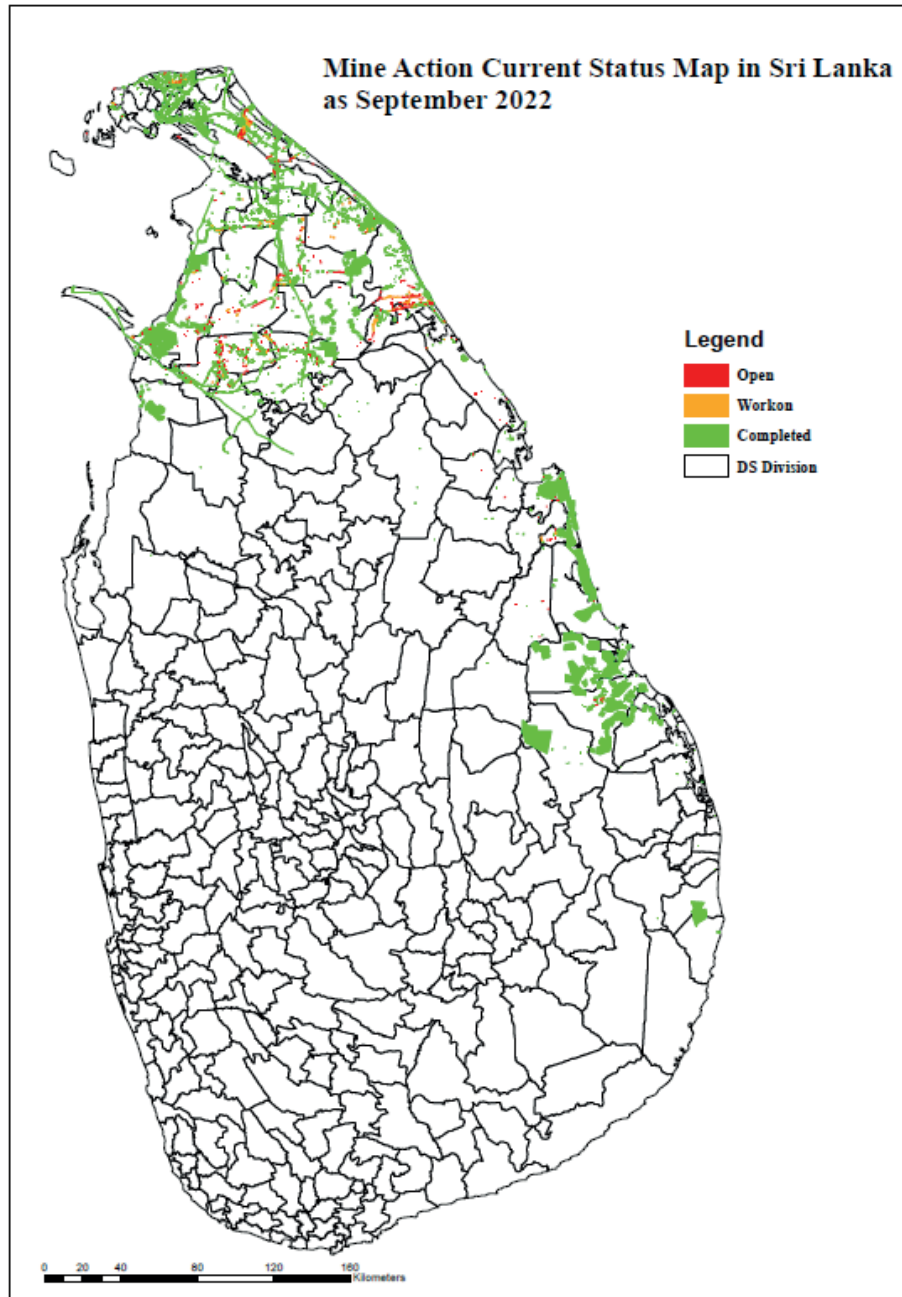 Mine Action Current Status Map in Sri Lanka
as September 2022
Legend
Open
Workon
Completed
DS Division
0 20 40 80 120 160
Kilometers